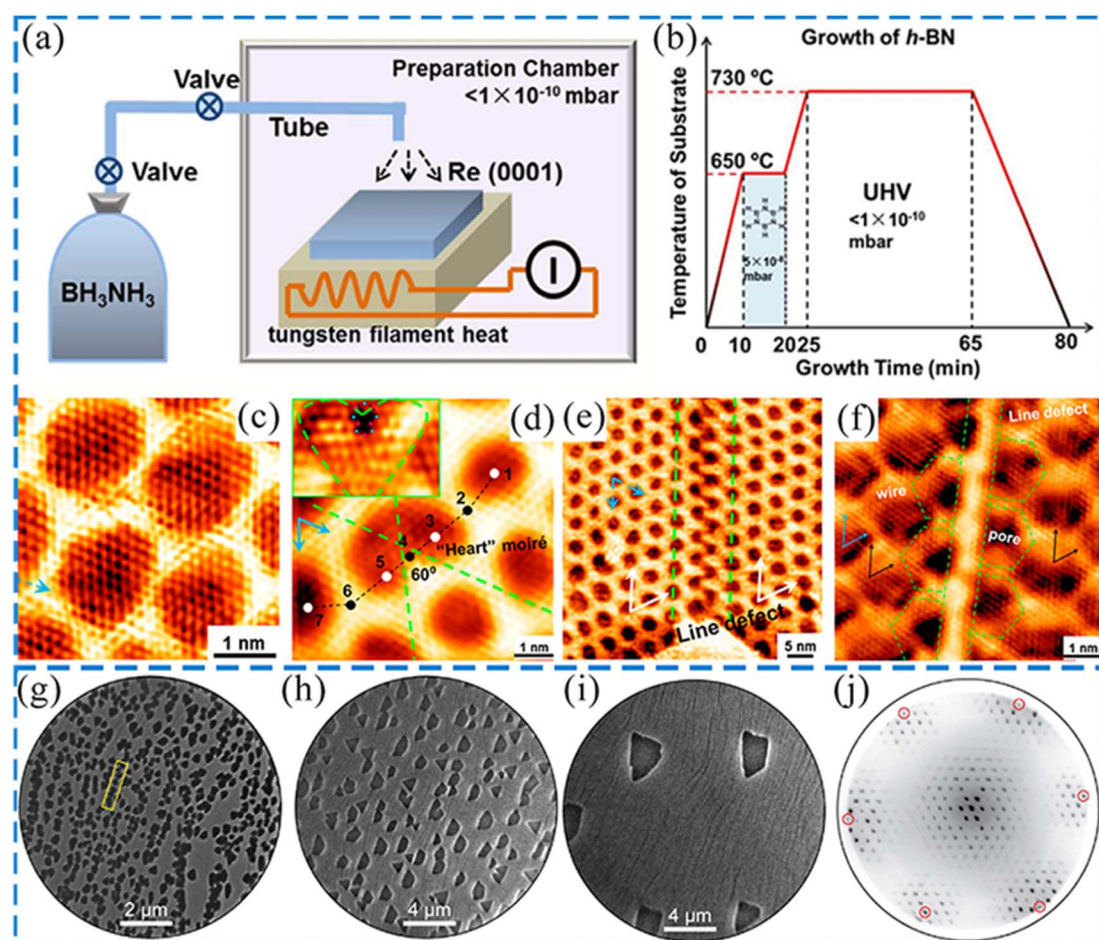 (a)
Valve
Tube
Valve
BH₃NH₃
Preparation Chamber
<1×10⁻¹⁰ mbar
Re (0001)
I
tungsten filament heat
(b)
Growth of h-BN
Temperature of Substrate
730 ºC
650 ºC
UHV
<1×10⁻¹⁰
mbar
5×10⁻⁸
mbar
0 10 20 25 65 80
Growth Time (min)
(c)
1 nm
(d)
1
2
3
4
"Heart" moiré
5
60º
6
7
1 nm
(e)
Line defect
5 nm
(f)
Line defect
wire
pore
1 nm
(g)
2 μm
(h)
4 μm
(i)
4 μm
(j)